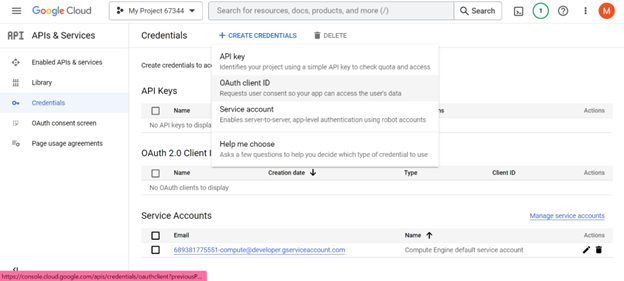 Google Cloud
My Project 67344
Search for resources, docs, products, and more (/)
Search
1
M
API APIs & Services
Credentials
+ CREATE CREDENTIALS
DELETE
Enabled APIs & services
Library
Credentials
OAuth consent screen
Page usage agreements
API key
Identifies your project using a simple API key to check quota and access
OAuth client ID
Requests user consent so your app can access the user's data
Service account
Enables server-to-server, app-level authentication using robot accounts
Help me choose
Asks a few questions to help you decide which type of credential to use
Create credentials to acc
API Keys
Name
Actions
No API keys to displa
OAuth 2.0 Client I
Name
Creation date
Type
Client ID
Actions
No OAuth clients to display
Service Accounts
Manage service accounts
Email
Name
Actions
689381775551-compute@developer.gserviceaccount.com
Compute Engine default service account
https://console.cloud.google.com/apis/credentials/oauthclient?previousP...